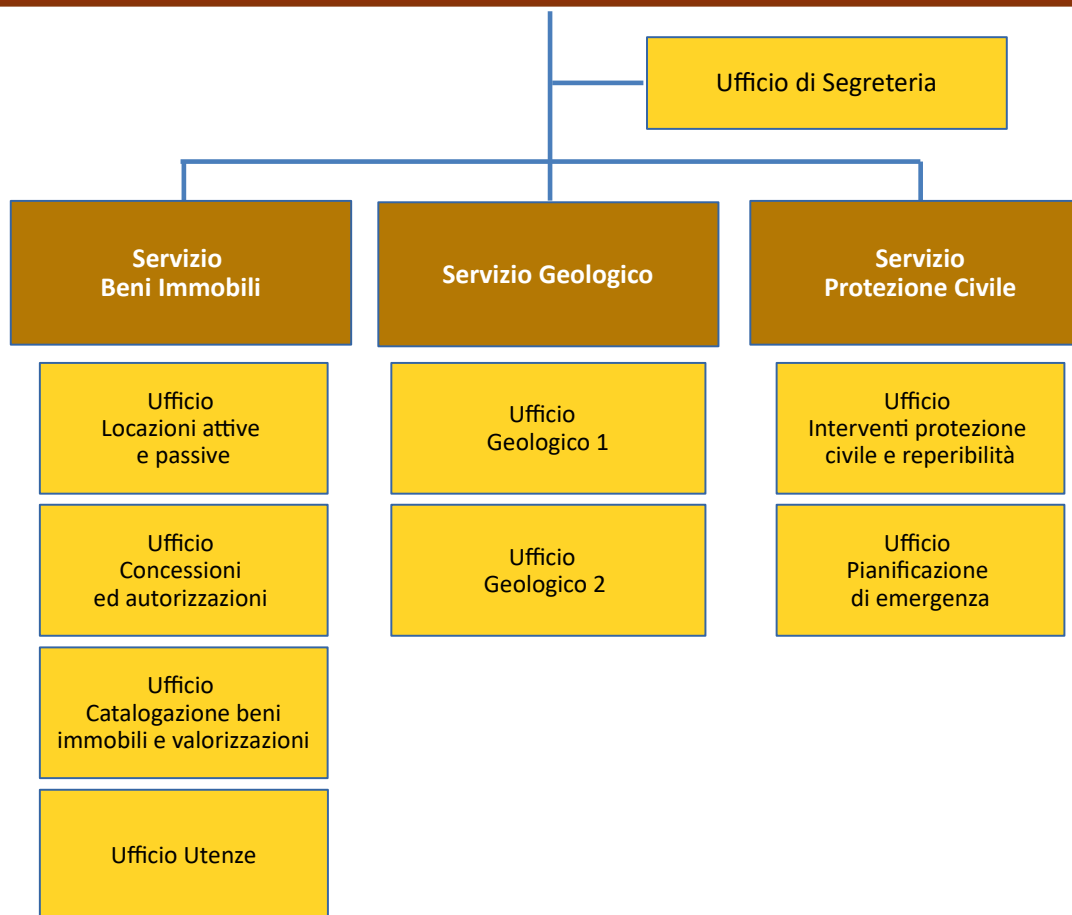 Ufficio di Segreteria
Servizio
Beni Immobili
Servizio Geologico
Servizio
Protezione Civile
Ufficio
Locazioni attive
e passive
Ufficio
Concessioni
ed autorizzazioni
Ufficio
Catalogazione beni
immobili e valorizzazioni
Ufficio Utenze
Ufficio
Geologico 1
Ufficio
Geologico 2
Ufficio
Interventi protezione
civile e reperibilità
Ufficio
Pianificazione
di emergenza